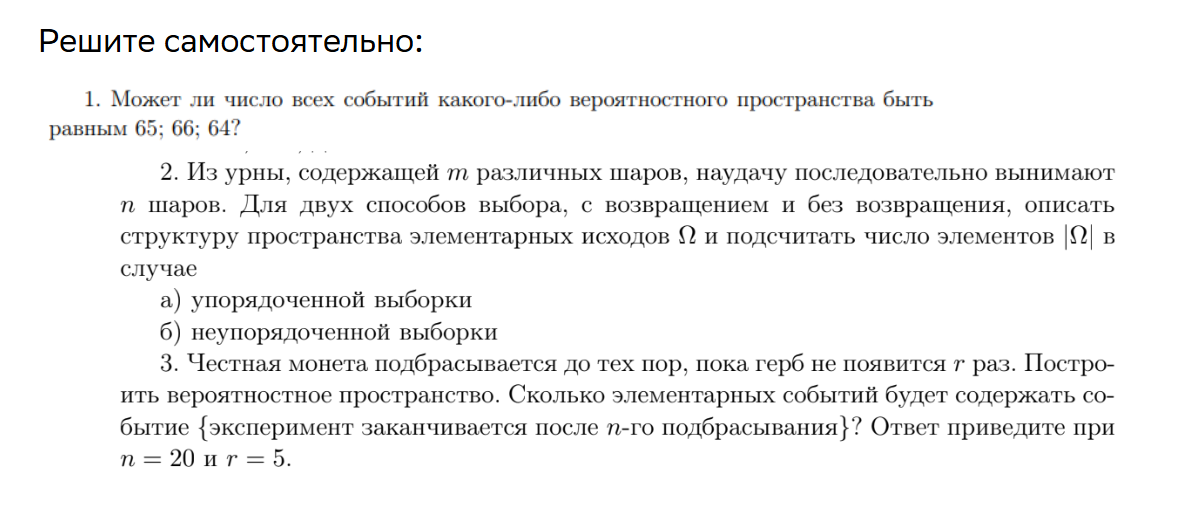 Решите самостоятельно:
1. Может ли число всех событий какого-либо вероятностного пространства быть
равным 65; 66; 64?
2. Из урны, содержащей m различных шаров, наудачу последовательно вынимают
n шаров. Для двух способов выбора, с возвращением и без возвращения, описать
структуру пространства элементарных исходов Ω и подсчитать число элементов |Ω| в
случае
а) упорядоченной выборки
б) неупорядоченной выборки
3. Честная монета подбрасывается до тех пор, пока герб не появится r раз. Постро-
ить вероятностное пространство. Сколько элементарных событий будет содержать со-
бытие {эксперимент заканчивается после n-го подбрасывания}? Ответ приведите при
n = 20 и r = 5.